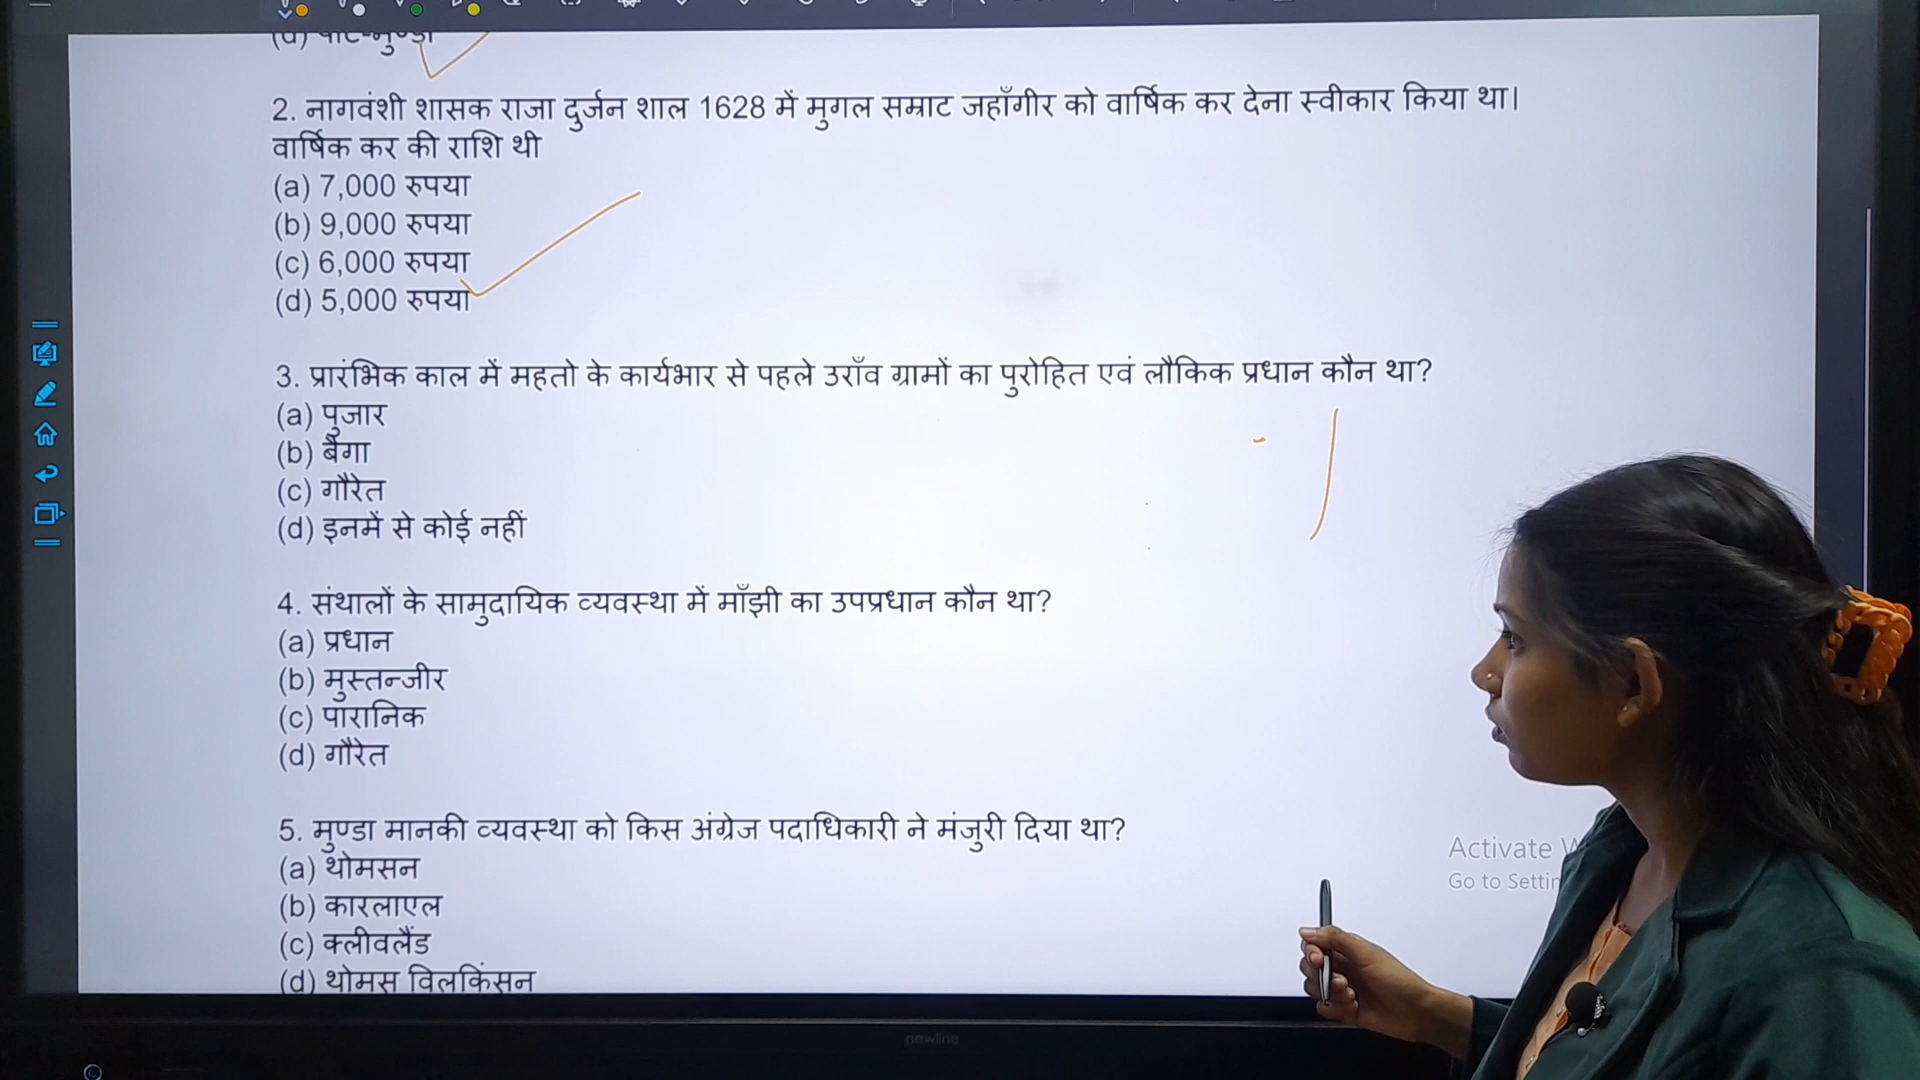 (d) पाट-मुण्डा
2. नागवंशी शासक राजा दुर्जन शाल 1628 में मुगल सम्राट जहाँगीर को वार्षिक कर देना स्वीकार किया था।
वार्षिक कर की राशि थी
(a) 7,000 रुपया
(b) 9,000 रुपया
(c) 6,000 रुपया
(d) 5,000 रुपया
3. प्रारंभिक काल में महतो के कार्यभार से पहले उराँव ग्रामों का पुरोहित एवं लौकिक प्रधान कौन था?
(a) पुजार
(b) बैगा
(c) गौरेत
(d) इनमें से कोई नहीं
4. संथालों के सामुदायिक व्यवस्था में माँझी का उपप्रधान कौन था?
(a) प्रधान
(b) मुस्तन्जीर
(c) पारानिक
(d) गौरेत
5. मुण्डा मानकी व्यवस्था को किस अंग्रेज पदाधिकारी ने मंजुरी दिया था?
(a) थोमसन
(b) कारलाएल
(c) क्लीवलैंड
(d) थोमस विलकिंसन
Activate
Go to
newline